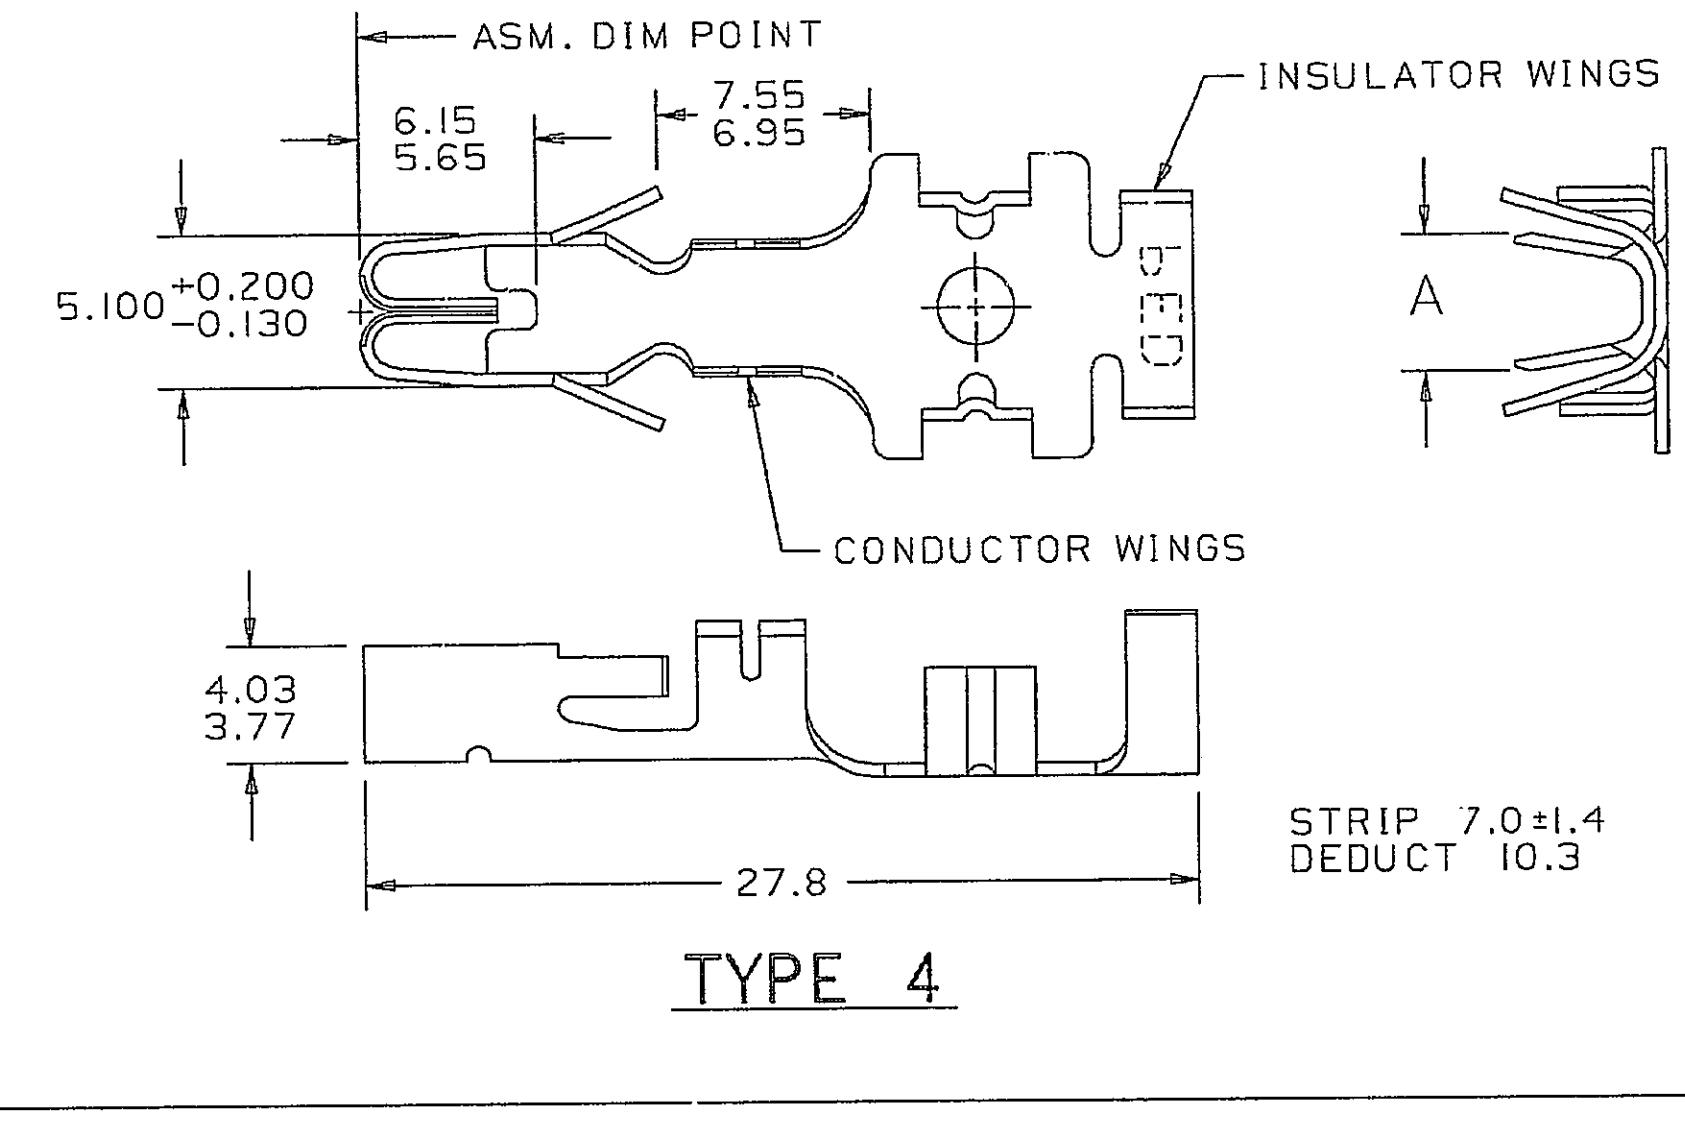 ASM. DIM POINT
INSULATOR WINGS
7.55
6.95
6.15
5.65
5.100 +0.200
-0.130
A
CONDUCTOR WINGS
4.03
3.77
STRIP 7.0±1.4
DEDUCT 10.3
27.8
TYPE 4